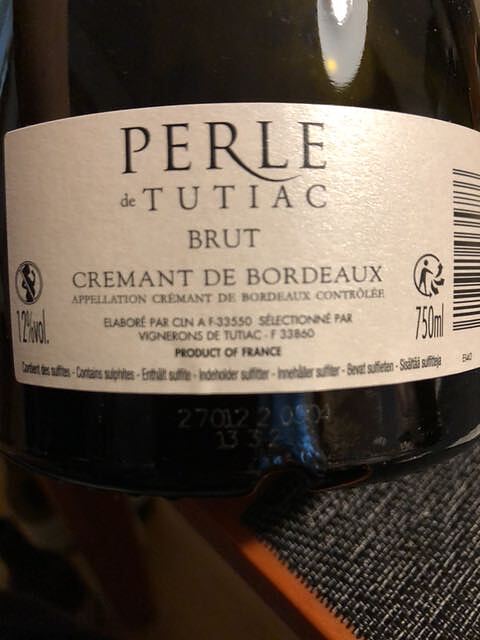 PERLE
de TUTIAC
BRUT
CREMANT DE BORDEAUX
APPELLATION CRÉMANT DE BORDEAUX CONTRÔLÉE
ELABORÉ PAR CLN A F-33550 SÉLECTIONNÉ PAR
VIGNERONS DE TUTIAC - F 33860
12%vol.
750ml
PRODUCT OF FRANCE
Contient des sulfites - Contains sulphites - Enthält sulfite - Indeholder sulfitter - Innehåller sulfiter - Bevat sulfieten - Sisältää sulfiitteja
270122